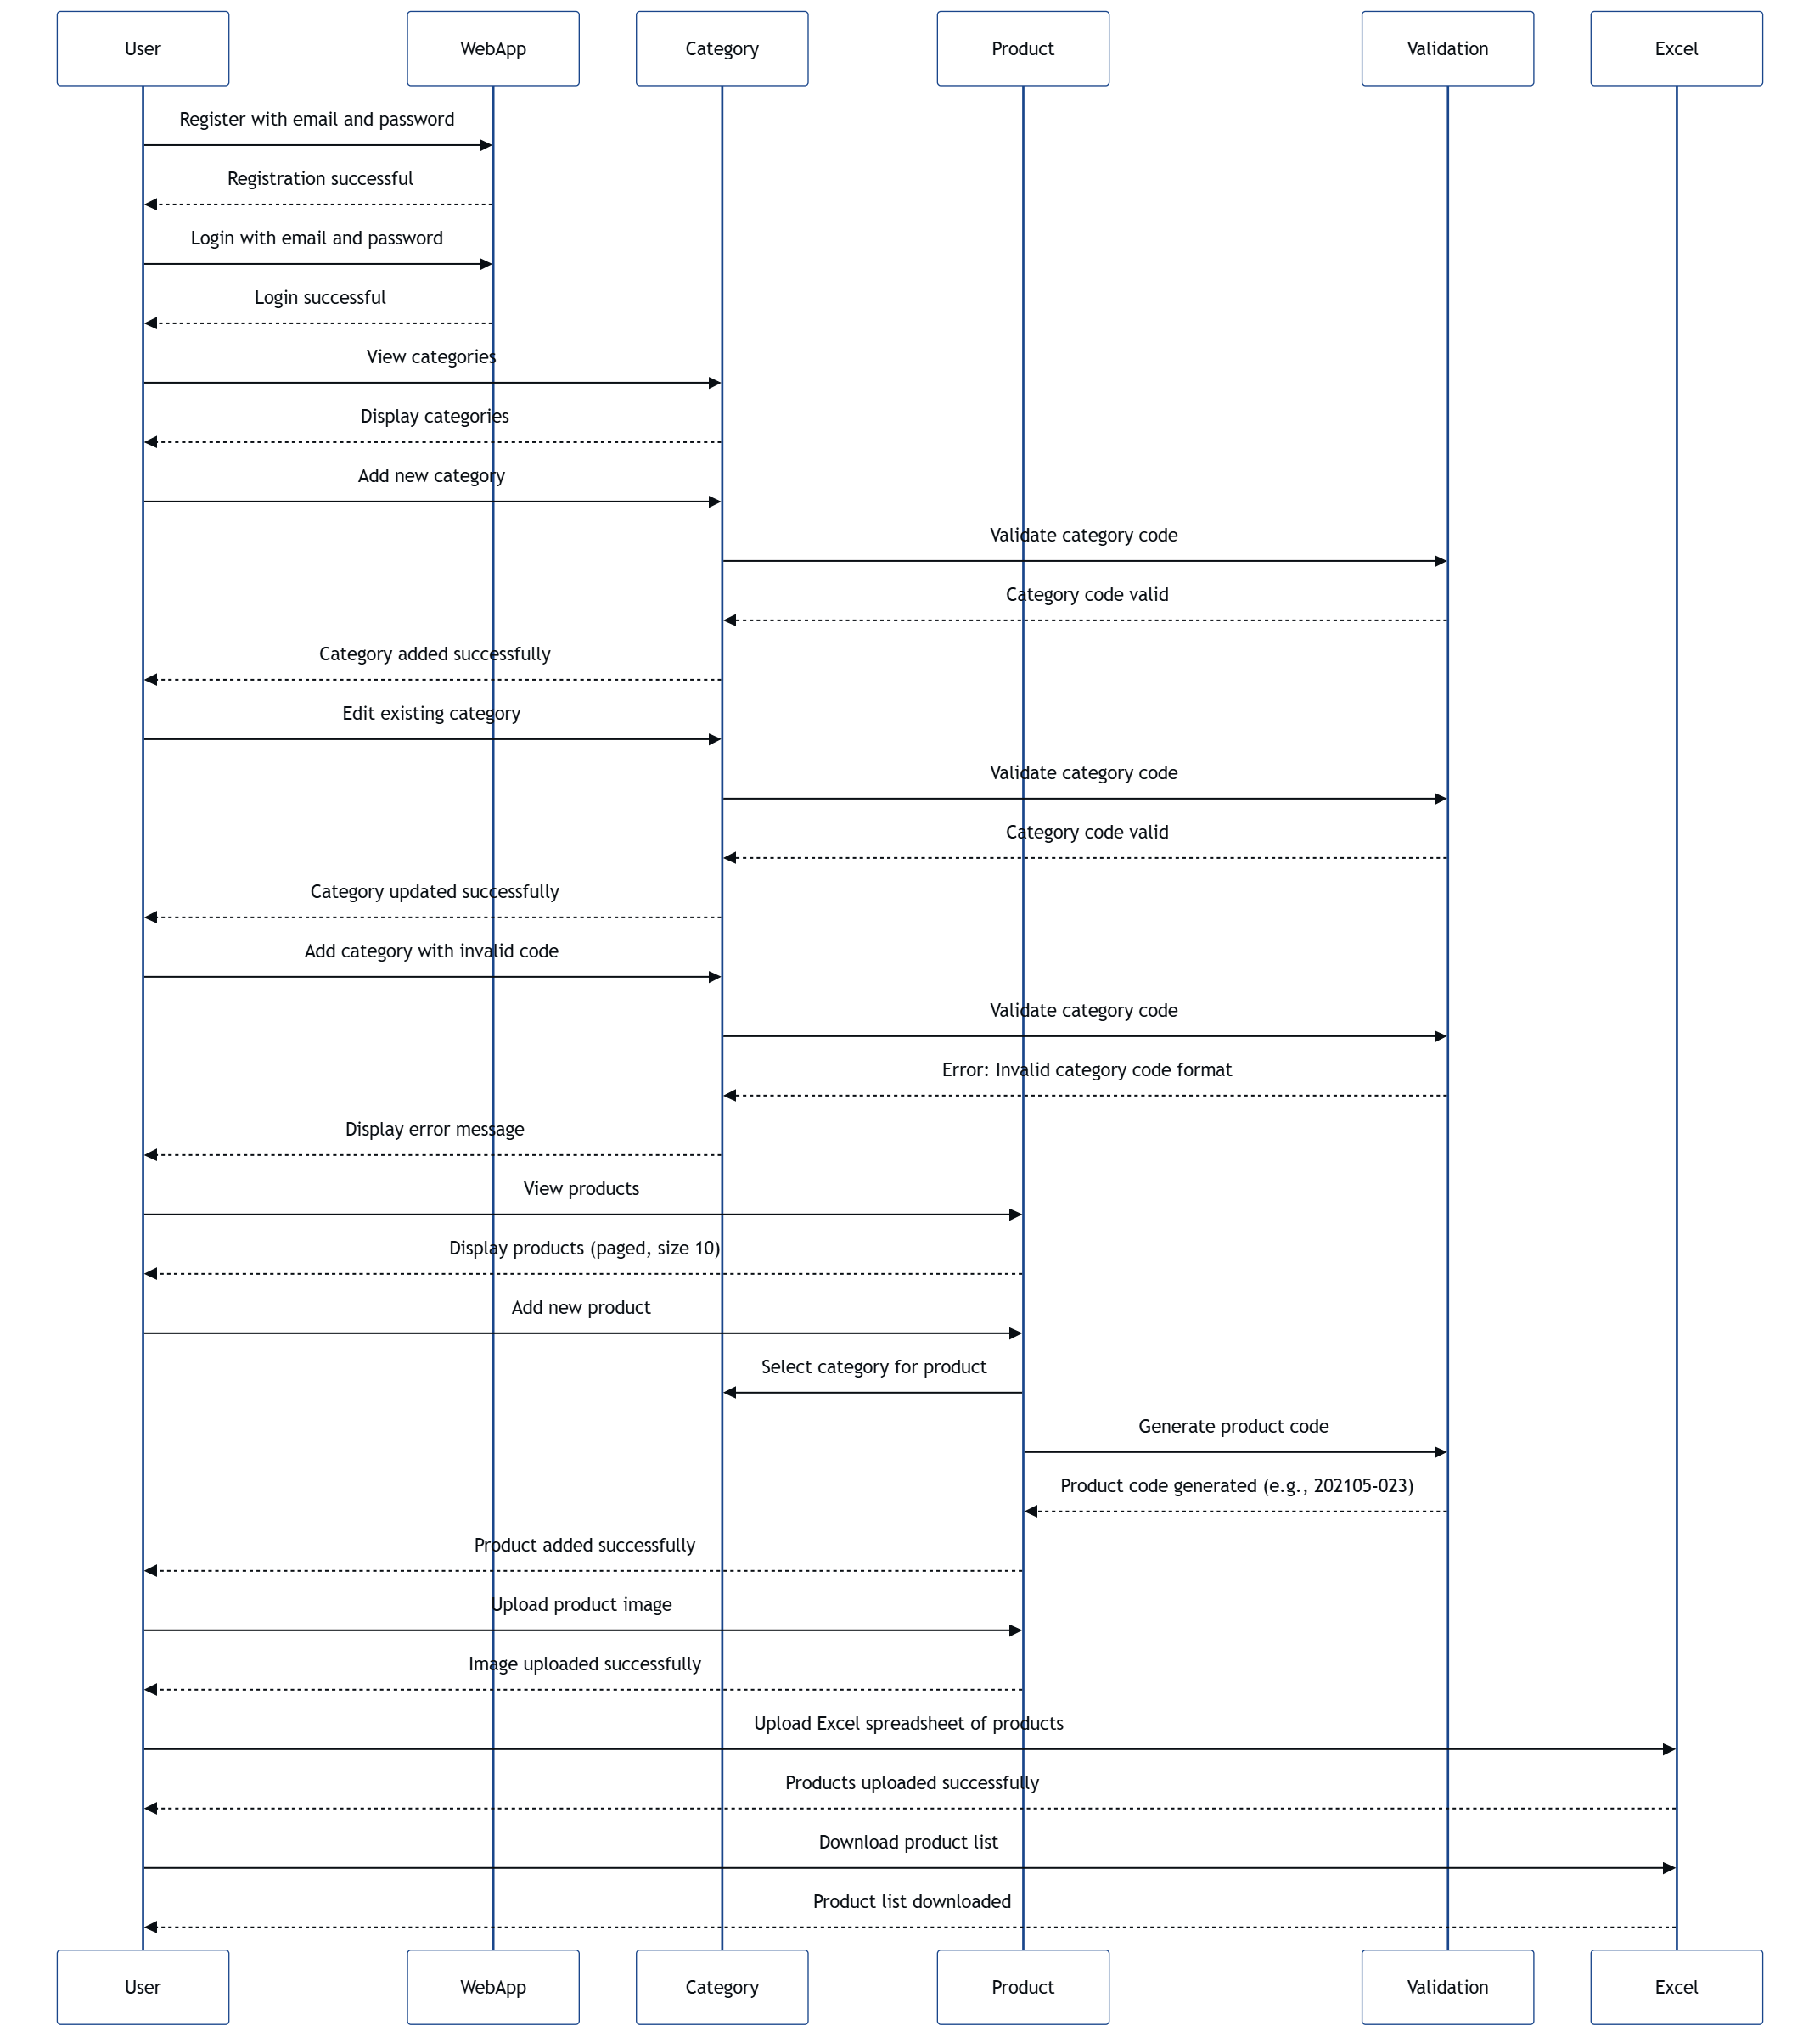 User
WebApp
Category
Product
Validation
Excel
Register with email and password
Registration successful
Login with email and password
Login successful
View categories
Display categories
Add new category
Validate category code
Category code valid
Category added successfully
Edit existing category
Validate category code
Category code valid
Category updated successfully
Add category with invalid code
Validate category code
Error: Invalid category code format
Display error message
View products
Display products (paged, size 10)
Add new product
Select category for product
Generate product code
Product code generated (e.g., 202105-023)
Product added successfully
Upload product image
Image uploaded successfully
Upload Excel spreadsheet of products
Products uploaded successfully
Download product list
Product list downloaded
User
WebApp
Category
Product
Validation
Excel